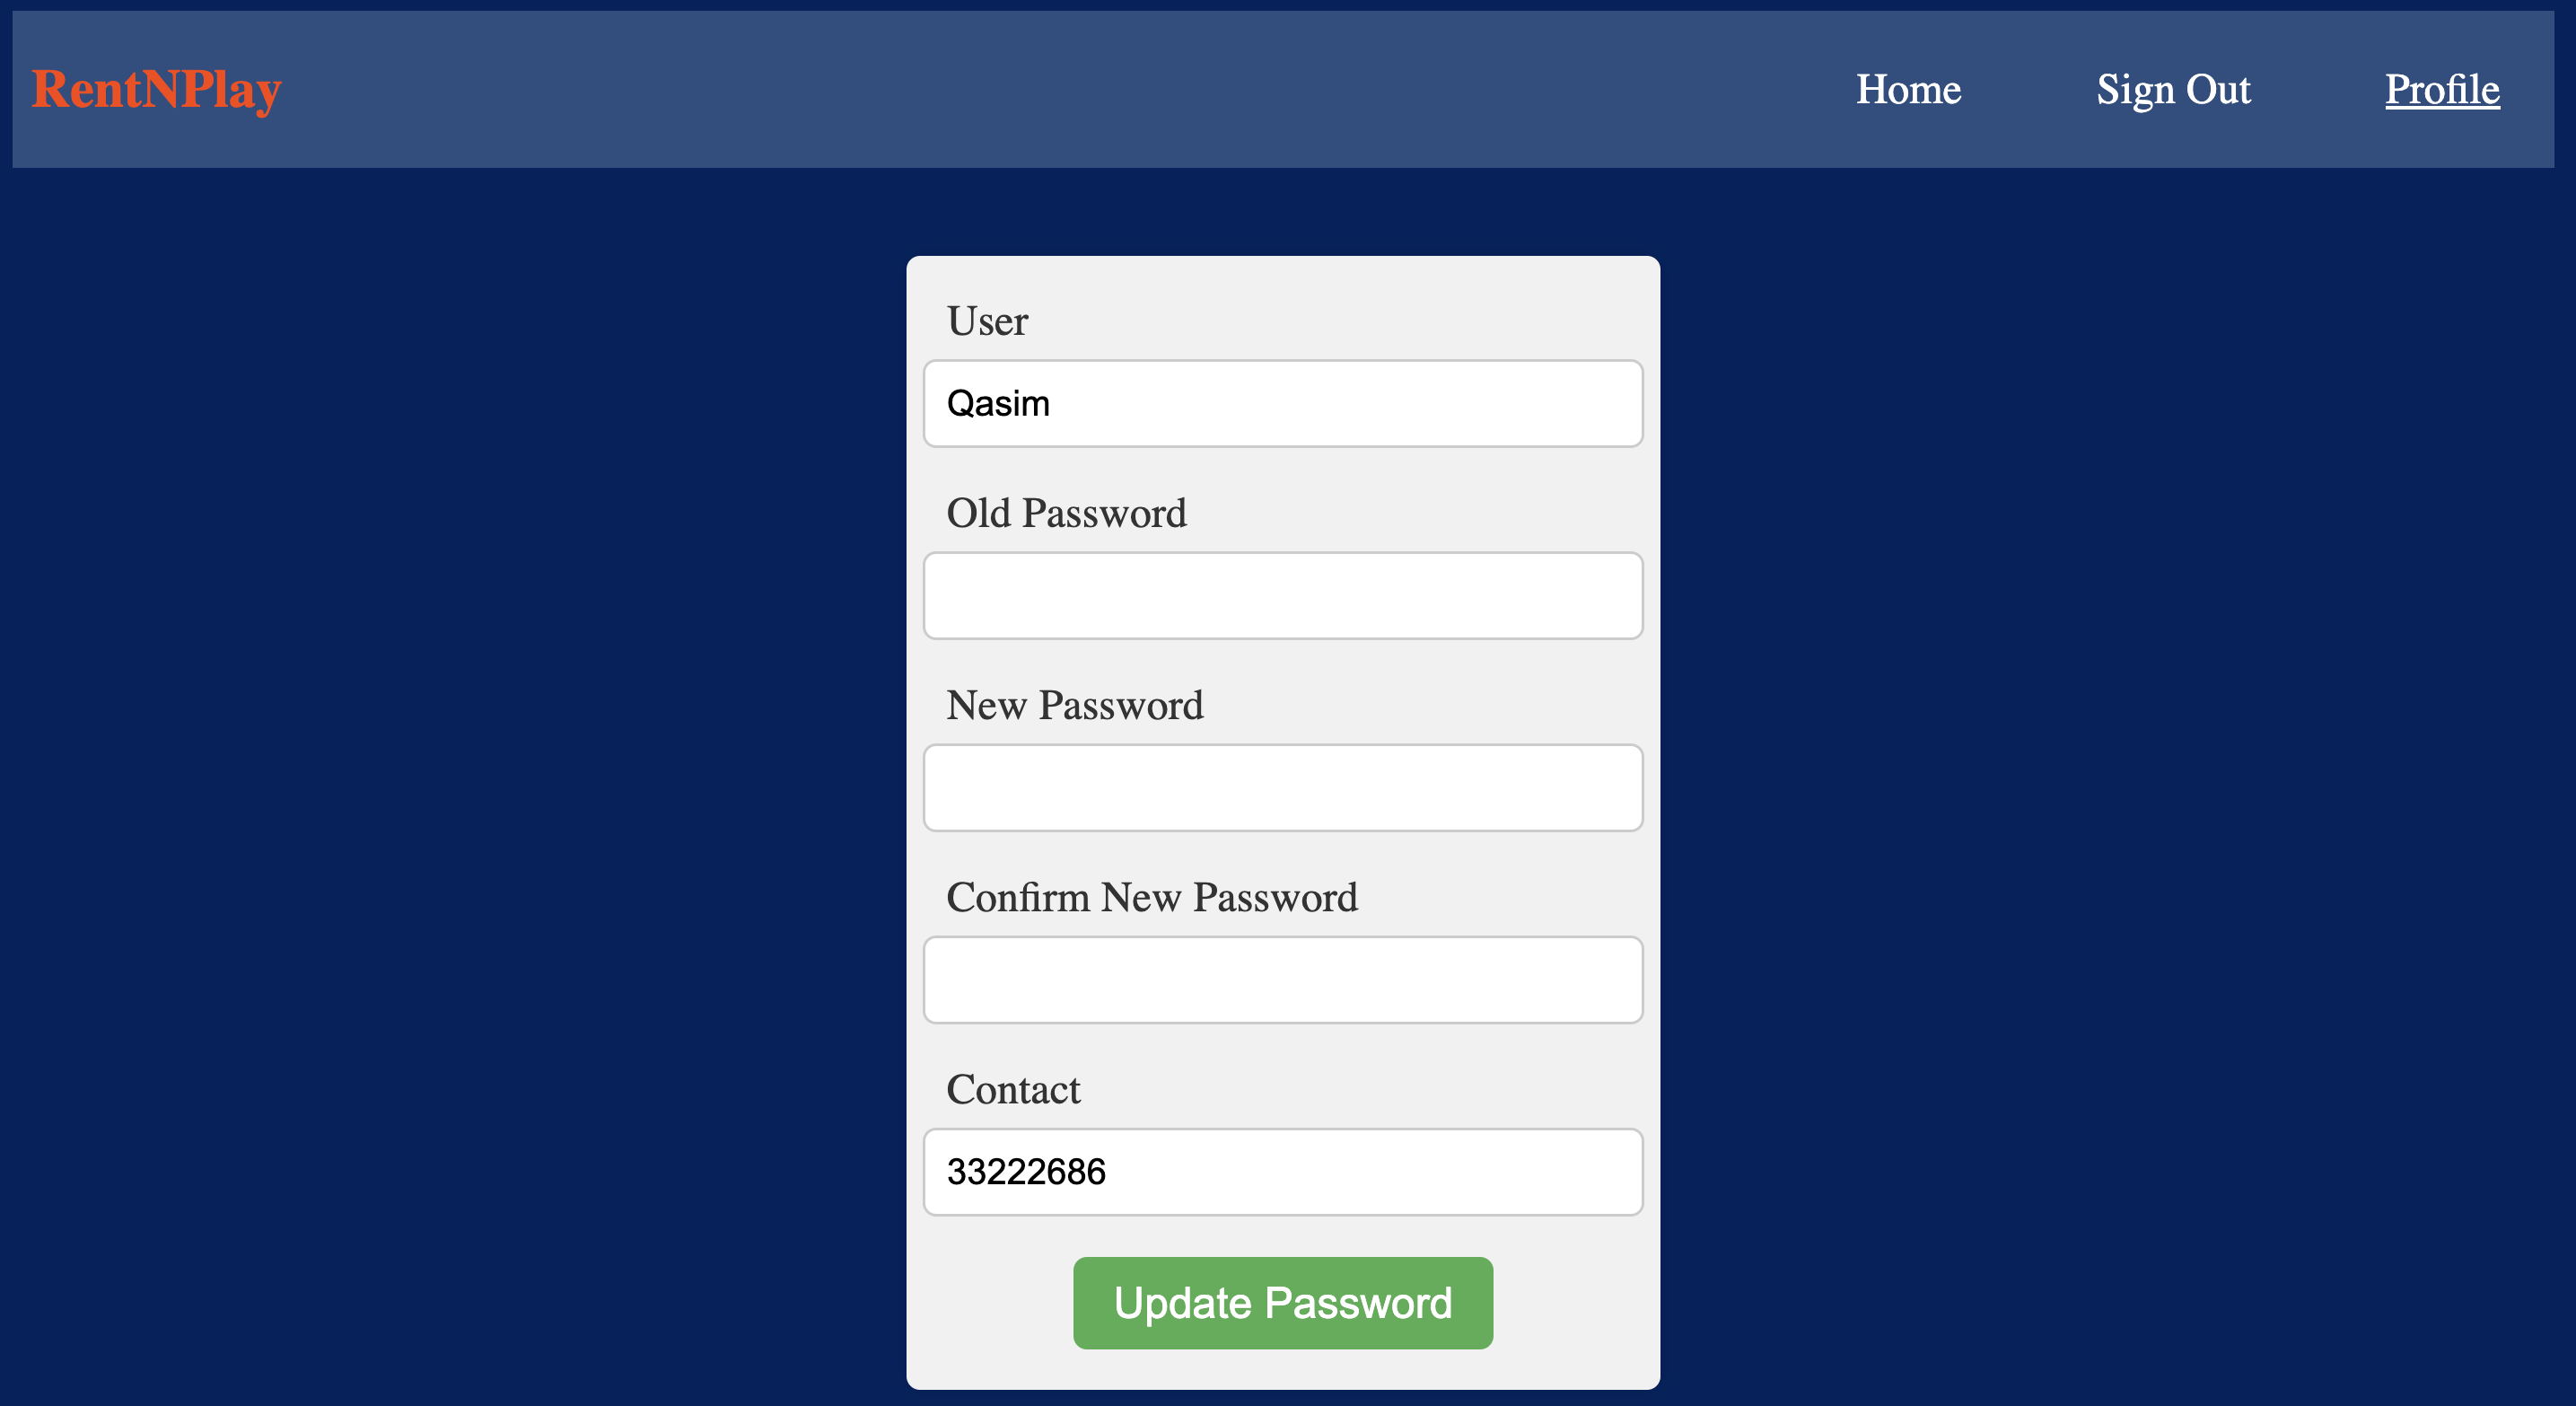 RentNPlay
Home Sign Out Profile
User
Qasim
Old Password
New Password
Confirm New Password
Contact
33222686
Update Password